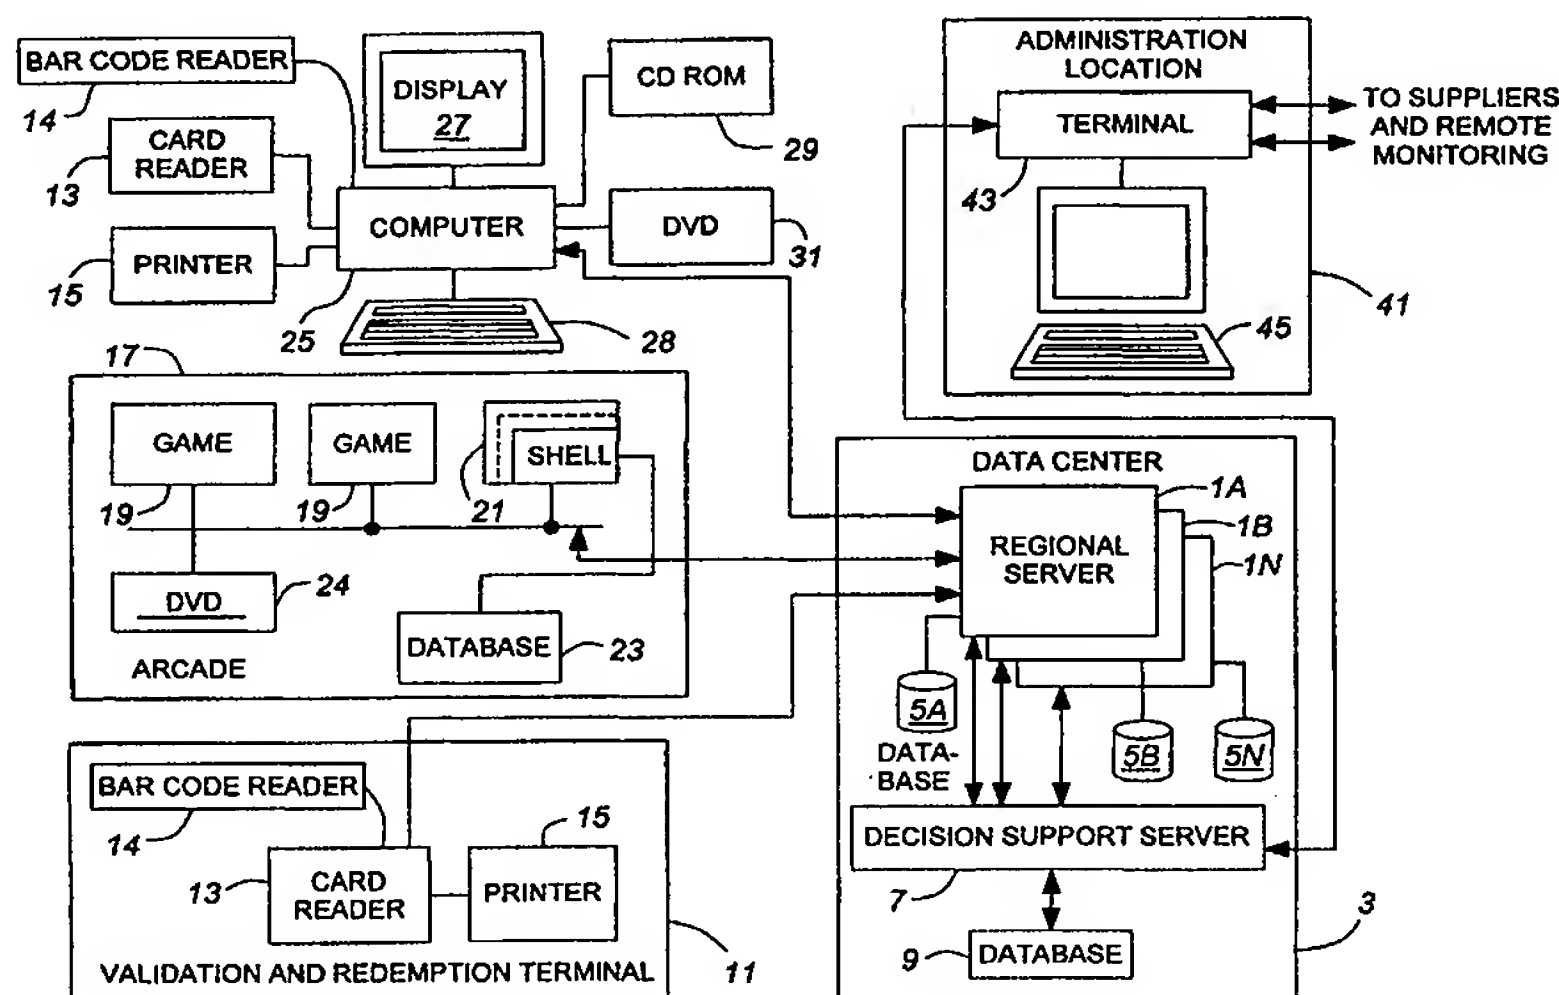 BAR CODE READER
14
CARD
READER
13
PRINTER
15
DISPLAY
27
COMPUTER
25
28
CD ROM
29
DVD
31
ADMINISTRATION
LOCATION
TERMINAL
43
TO SUPPLIERS
AND REMOTE
MONITORING
41
45
17
GAME
19
GAME
19
SHELL
21
DVD
24
DATABASE
23
ARCADE
DATA CENTER
1A
1B
1N
REGIONAL
SERVER
5A
DATA-
BASE
5B
5N
DECISION SUPPORT SERVER
7
DATABASE
9
3
BAR CODE READER
14
CARD
READER
13
PRINTER
15
VALIDATION AND REDEMPTION TERMINAL
11